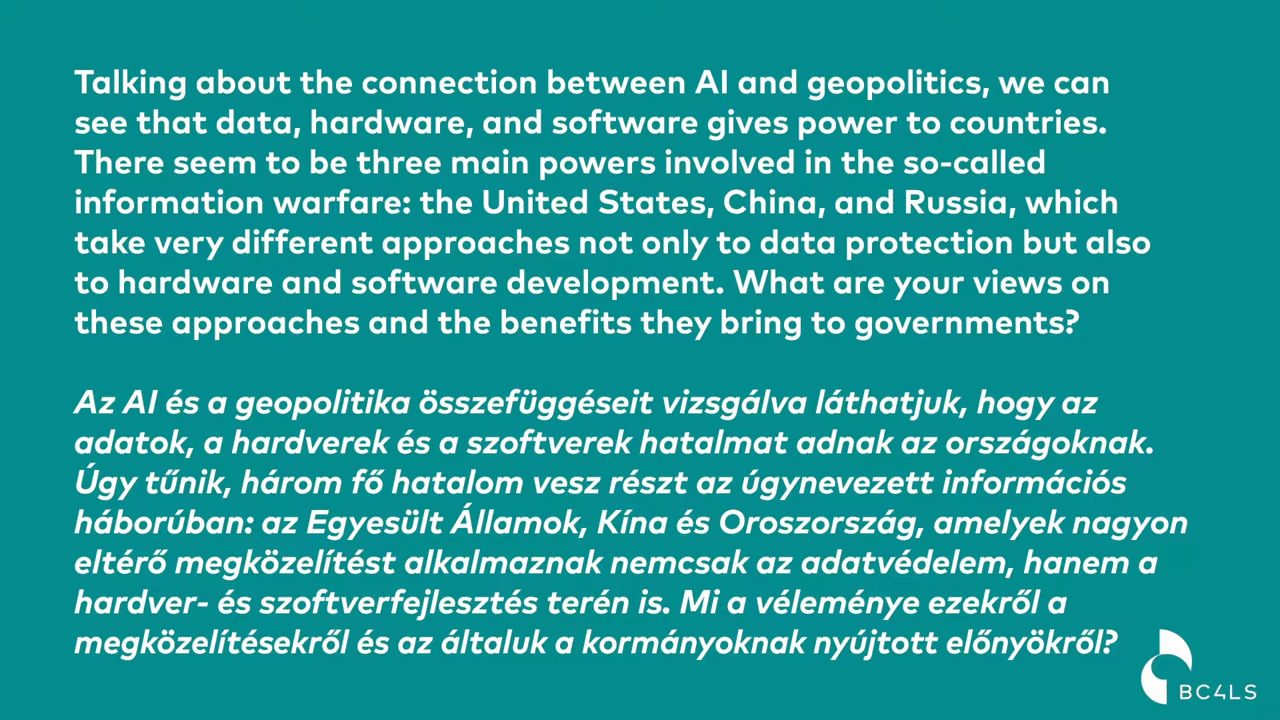 Talking about the connection between AI and geopolitics, we can
see that data, hardware, and software gives power to countries.
There seem to be three main powers involved in the so-called
information warfare: the United States, China, and Russia, which
take very different approaches not only to data protection but also
to hardware and software development. What are your views on
these approaches and the benefits they bring to governments?
Az AI és a geopolitika összefüggéseit vizsgálva láthatjuk, hogy az
adatok, a hardverek és a szoftverek hatalmat adnak az országoknak.
Úgy tűnik, három fő hatalom vesz részt az úgynevezett információs
háborúban: az Egyesült Államok, Kína és Oroszország, amelyek nagyon
eltérő megközelítést alkalmaznak nemcsak az adatvédelem, hanem a
hardver- és szoftverfejlesztés terén is. Mi a véleménye ezekről a
megközelítésekről és az általuk a kormányoknak nyújtott előnyökről?
BC4LS